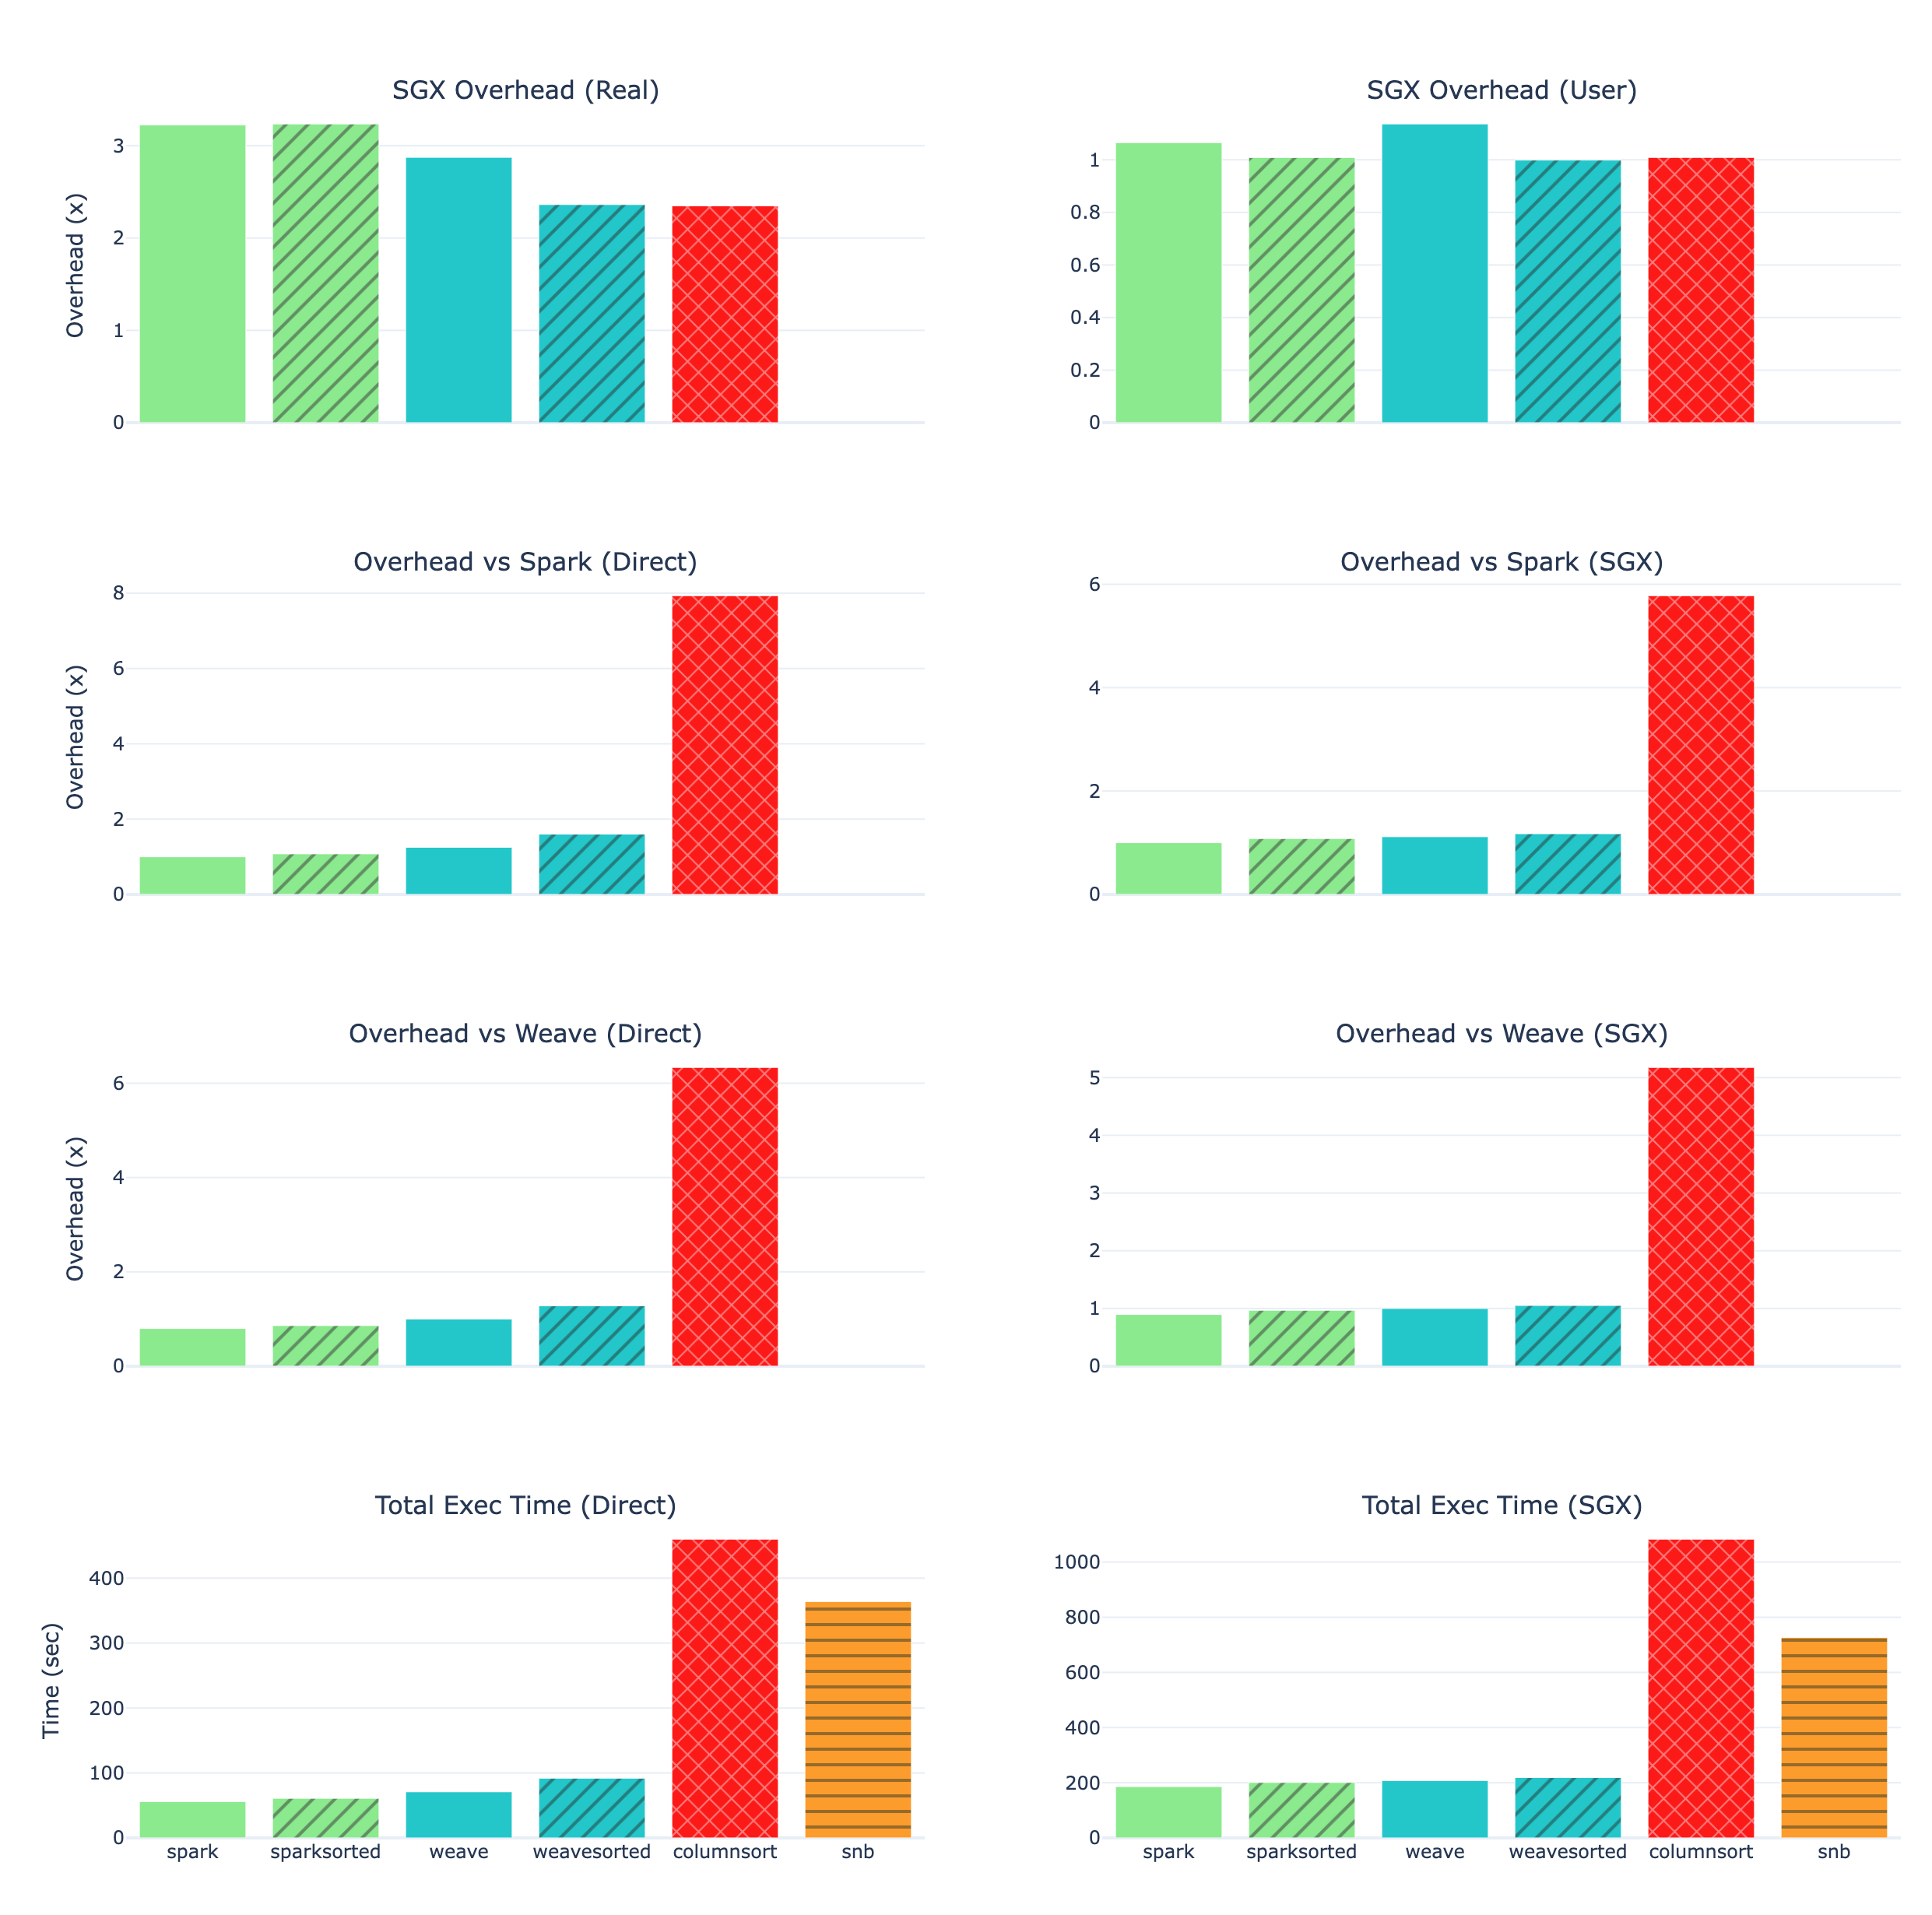 SGX Overhead (Real)
SGX Overhead (User)
Overhead (x)
3
2
1
0
1
0.8
0.6
0.4
0.2
0
Overhead vs Spark (Direct)
Overhead vs Spark (SGX)
Overhead (x)
8
6
4
2
0
6
4
2
0
Overhead vs Weave (Direct)
Overhead vs Weave (SGX)
Overhead (x)
6
4
2
0
5
4
3
2
1
0
Total Exec Time (Direct)
Total Exec Time (SGX)
Time (sec)
400
300
200
100
0
1000
800
600
400
200
0
spark sparksorted weave weavesorted columnsort snb
spark sparksorted weave weavesorted columnsort snb